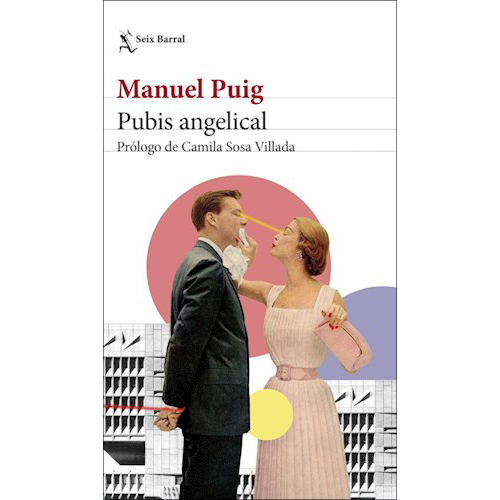 Seix Barral
Manuel Puig
Pubis angelical
Prólogo de Camila Sosa Villada